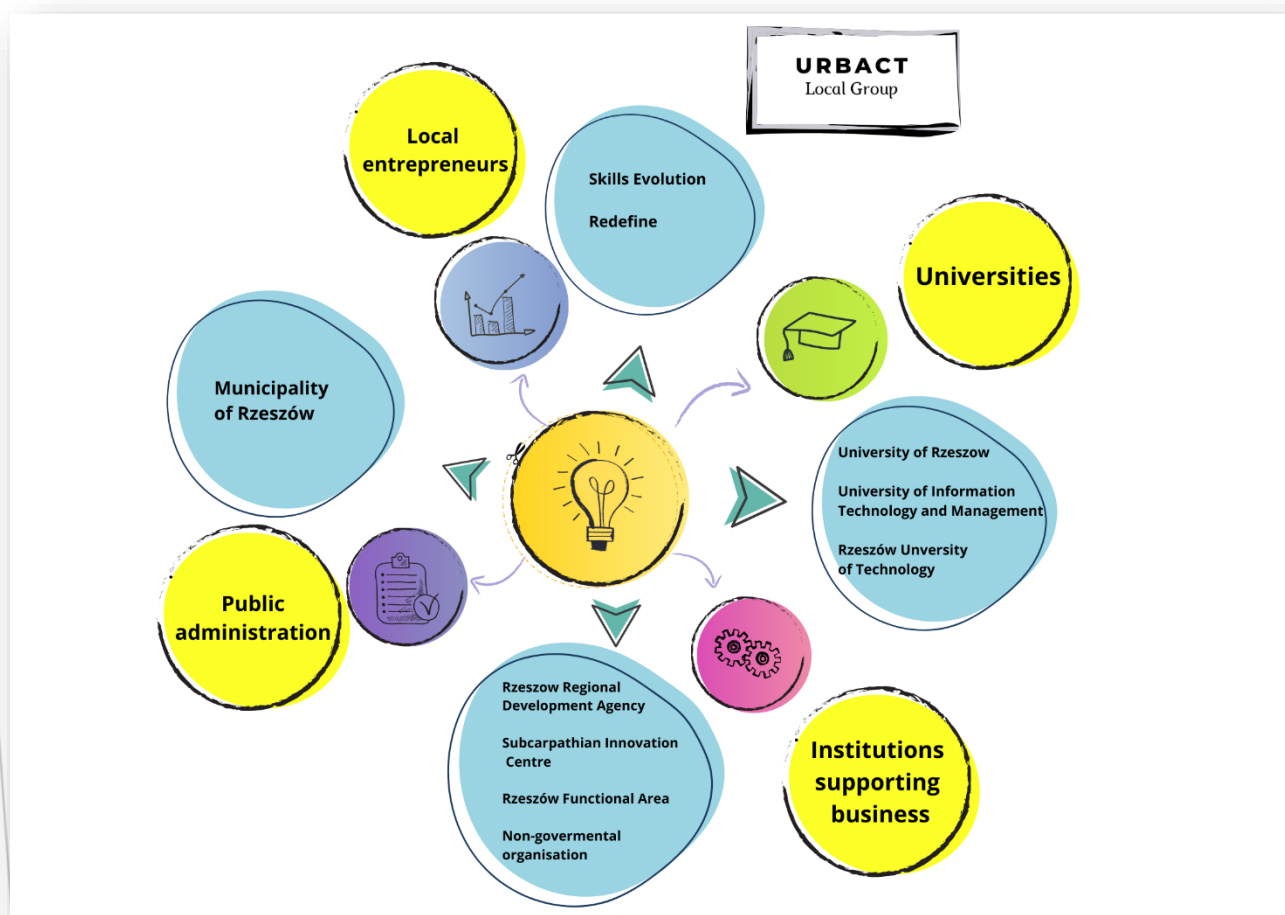 URBACT
Local Group
Local
entrepreneurs
Skills Evolution
Redefine
Universities
Municipality
of Rzeszów
University of Rzeszow
University of Information
Technology and Management
Rzeszów Unversity
of Technology
Public
administration
Rzeszow Regional
Development Agency
Subcarpathian Innovation
Centre
Rzeszów Functional Area
Non-govermental
organisation
Institutions
supporting
business